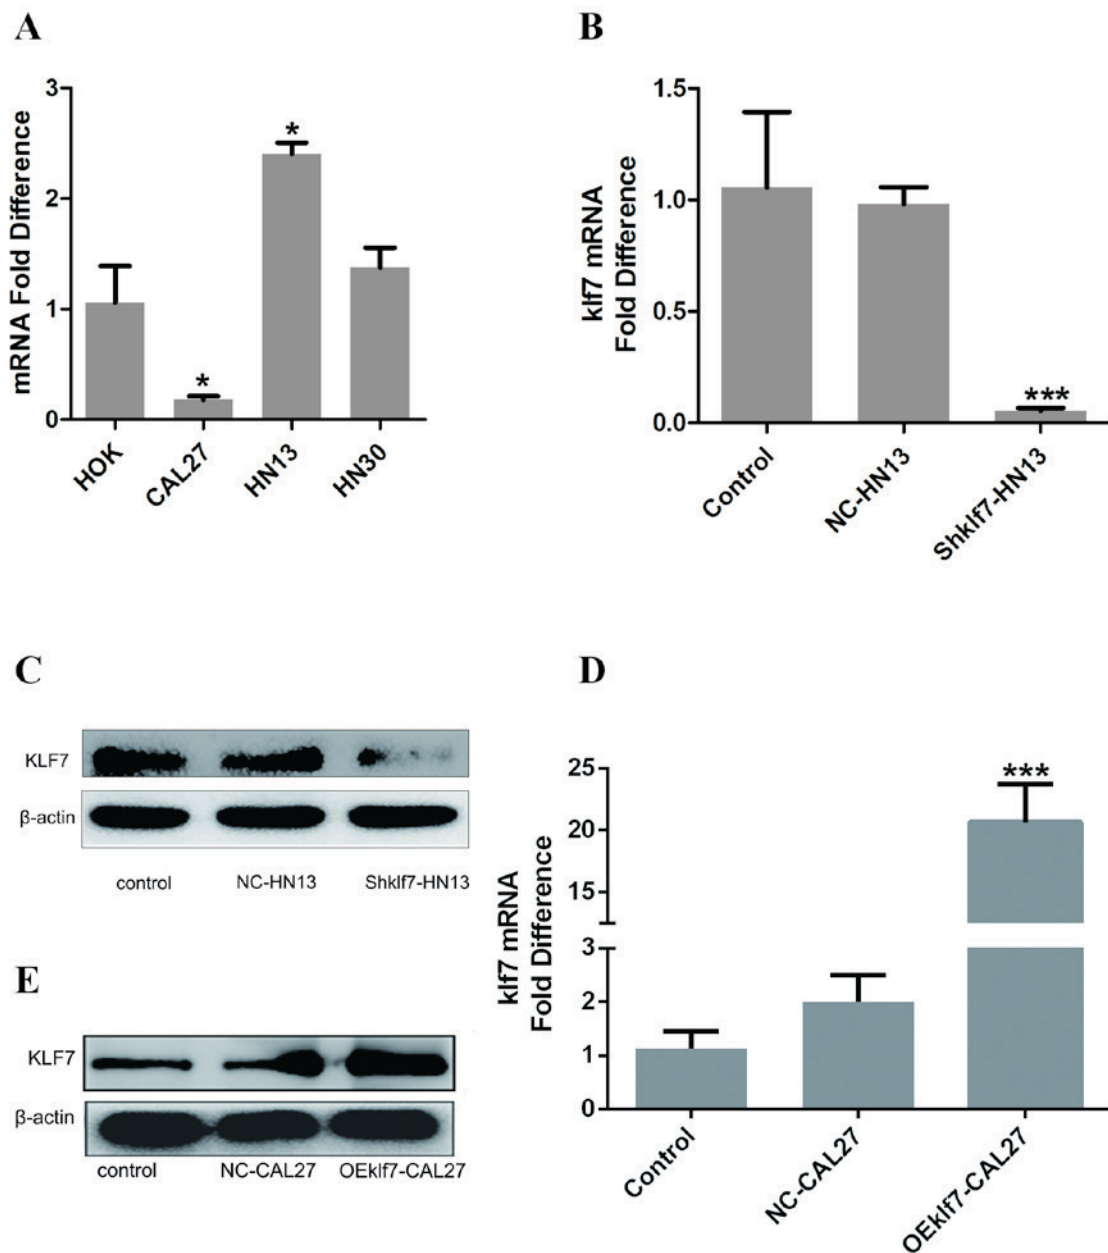 A
mRNA Fold Difference
3
2
1
0
*
*
HOK
CAL27
HN13
HN30
B
klf7 mRNA
Fold Difference
1.5
1.0
0.5
0.0
***
Control
NC-HN13
Shklf7-HN13
C
KLF7
β-actin
control
NC-HN13
Shklf7-HN13
D
klf7 mRNA
Fold Difference
25
20
15
3
2
1
0
***
Control
NC-CAL27
OEklf7-CAL27
E
KLF7
β-actin
control
NC-CAL27
OEklf7-CAL27